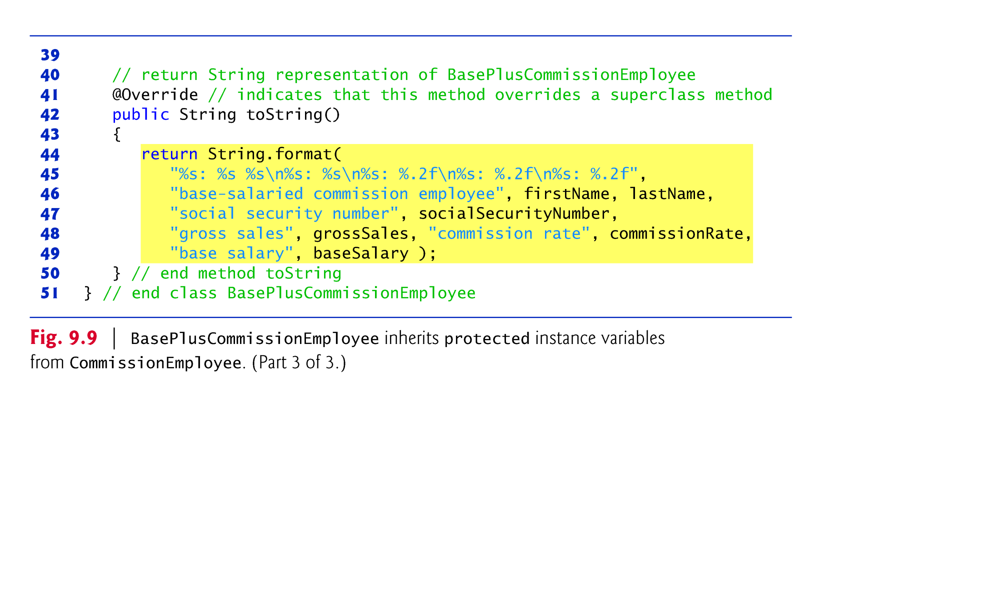 39
40 // return String representation of BasePlusCommissionEmployee
41 @Override // indicates that this method overrides a superclass method
42 public String toString()
43 {
44 return String.format(
45 "%s: %s %s\n%s: %s\n%s: %.2f\n%s: %.2f\n%s: %.2f",
46 "base-salaried commission employee", firstName, lastName,
47 "social security number", socialSecurityNumber,
48 "gross sales", grossSales, "commission rate", commissionRate,
49 "base salary", baseSalary );
50 } // end method toString
51 } // end class BasePlusCommissionEmployee
Fig. 9.9 | BasePlusCommissionEmployee inherits protected instance variables
from CommissionEmployee. (Part 3 of 3.)